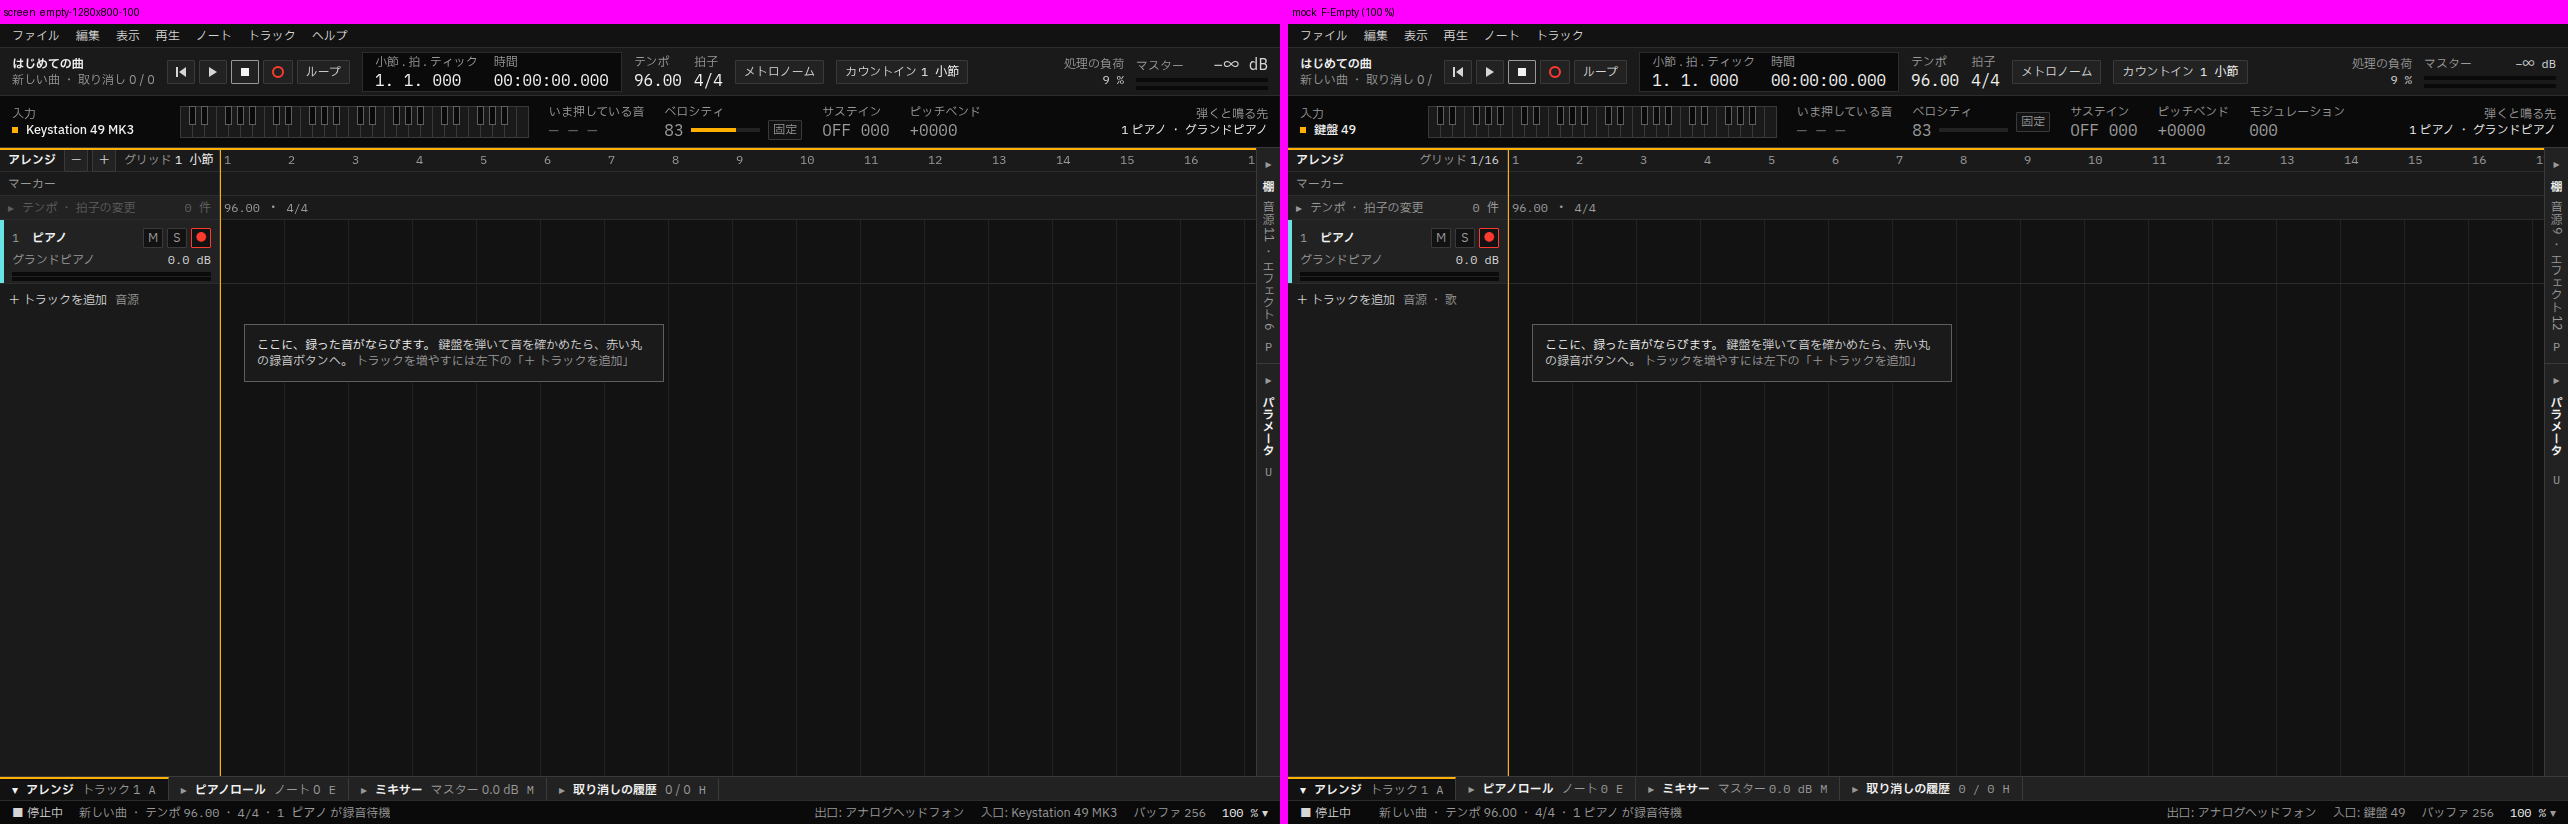 screen empty-1280x800-100
ファイル 編集 表示 再生 ノート トラック ヘルプ
はじめての曲
新しい曲 · 取り消し 0 / 0
ループ
小節 . 拍 . ティック 時間
1. 1. 000 00:00:00.000
テンポ 拍子
96.00 4/4
メトロノーム
カウントイン 1 小節
処理の負荷
9 %
マスター -∞ dB
入力
Keystation 49 MK3
いま押している音
— — —
ベロシティ
83
固定
サステイン
OFF 000
ピッチベンド
+0000
弾くと鳴る先
1 ピアノ · グランドピアノ
アレンジ − + グリッド 1 小節
1 2 3 4 5 6 7 8 9 10 11 12 13 14 15 16 1
マーカー
▸ テンポ · 拍子の変更 0 件
96.00 · 4/4
1 ピアノ M S
グランドピアノ 0.0 dB
+ トラックを追加 音源
ここに、録った音がならびます。 鍵盤を弾いて音を確かめたら、赤い丸
の録音ボタンへ。 トラックを増やすには左下の「+ トラックを追加」
▸ 棚 音源 11 · エフェクト 6 P
▸ パラメータ U
▾ アレンジ トラック 1 A
▸ ピアノロール ノート 0 E
▸ ミキサー マスター 0.0 dB M
▸ 取り消しの履歴 0 / 0 H
■ 停止中 新しい曲 · テンポ 96.00 · 4/4 · 1 ピアノ が録音待機
出口: アナログヘッドフォン 入口: Keystation 49 MK3 バッファ 256 100 % ▾
mock F-Empty (100 %)
ファイル 編集 表示 再生 ノート トラック
はじめての曲
新しい曲 · 取り消し 0 /
ループ
小節 . 拍 . ティック 時間
1. 1. 000 00:00:00.000
テンポ 拍子
96.00 4/4
メトロノーム
カウントイン 1 小節
処理の負荷
9 %
マスター -∞ dB
入力
鍵盤 49
いま押している音
— — —
ベロシティ
83
固定
サステイン
OFF 000
ピッチベンド
+0000
モジュレーション
000
弾くと鳴る先
1 ピアノ · グランドピアノ
アレンジ グリッド 1/16
1 2 3 4 5 6 7 8 9 10 11 12 13 14 15 16 1
マーカー
▸ テンポ · 拍子の変更 0 件
96.00 · 4/4
1 ピアノ M S
グランドピアノ 0.0 dB
+ トラックを追加 音源 · 歌
ここに、録った音がならびます。 鍵盤を弾いて音を確かめたら、赤い丸
の録音ボタンへ。 トラックを増やすには左下の「+ トラックを追加」
▸ 棚 音源 9 · エフェクト 12 P
▸ パラメータ U
▾ アレンジ トラック 1 A
▸ ピアノロール ノート 0 E
▸ ミキサー マスター 0.0 dB M
▸ 取り消しの履歴 0 / 0 H
■ 停止中 新しい曲 · テンポ 96.00 · 4/4 · 1 ピアノ が録音待機
出口: アナログヘッドフォン 入口: 鍵盤 49 バッファ 256 100 % ▾